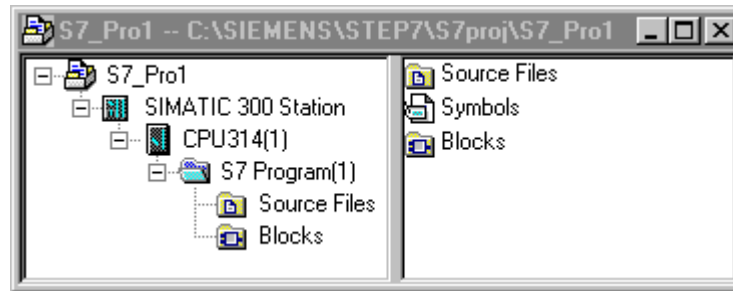 S7_Pro1 -- C:\SIEMENS\STEP7\S7proj\S7_Pro1
S7_Pro1
SIMATIC 300 Station
CPU314(1)
S7 Program(1)
Source Files
Blocks
Source Files
Symbols
Blocks